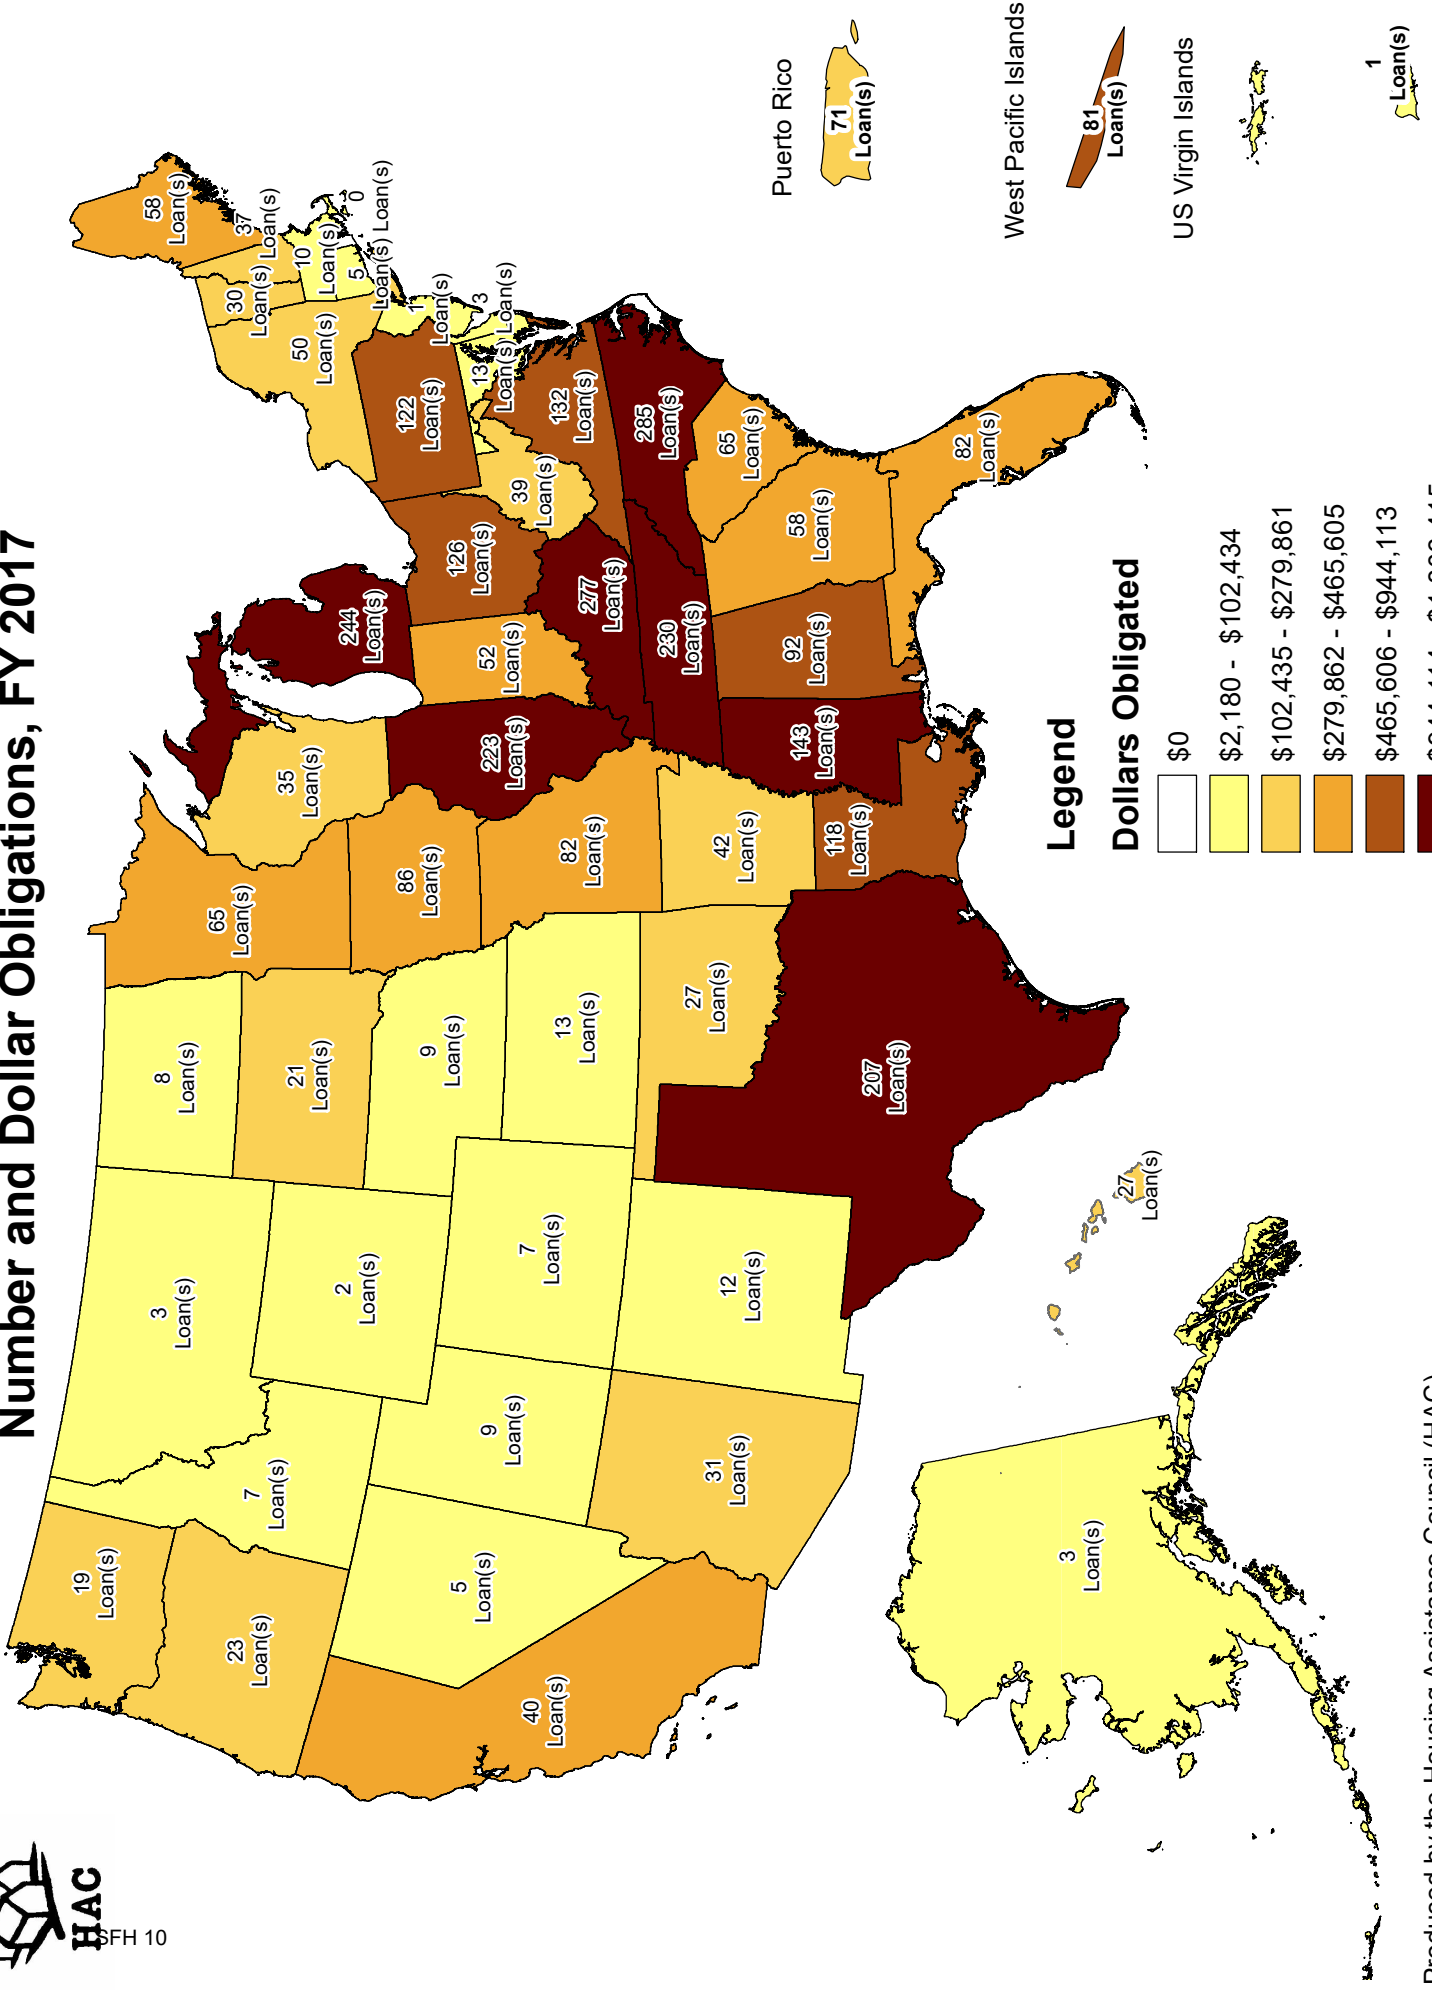 Number and Dollar Obligations, FY 2017
HAC
SFH 10
19
Loan(s)
23
Loan(s)
40
Loan(s)
7
Loan(s)
5
Loan(s)
3
Loan(s)
2
Loan(s)
9
Loan(s)
31
Loan(s)
7
Loan(s)
12
Loan(s)
8
Loan(s)
21
Loan(s)
9
Loan(s)
13
Loan(s)
27
Loan(s)
207
Loan(s)
65
Loan(s)
86
Loan(s)
82
Loan(s)
42
Loan(s)
118
Loan(s)
35
Loan(s)
223
Loan(s)
244
Loan(s)
52
Loan(s)
126
Loan(s)
277
Loan(s)
230
Loan(s)
143
Loan(s)
92
Loan(s)
58
Loan(s)
82
Loan(s)
65
Loan(s)
285
Loan(s)
132
Loan(s)
39
Loan(s)
122
Loan(s)
50
Loan(s)
30
Loan(s)
37
Loan(s)
58
Loan(s)
10
Loan(s)
5
Loan(s)
0
Loan(s)
1
Loan(s)
3
Loan(s)
13
Loan(s)
3
Loan(s)
27
Loan(s)
Legend
Dollars Obligated
$0
$2,180 - $102,434
$102,435 - $279,861
$279,862 - $465,605
$465,606 - $944,113
Puerto Rico
71
Loan(s)
West Pacific Islands
81
Loan(s)
US Virgin Islands
1
Loan(s)
Produced by the Housing Assistance Council (HAC)